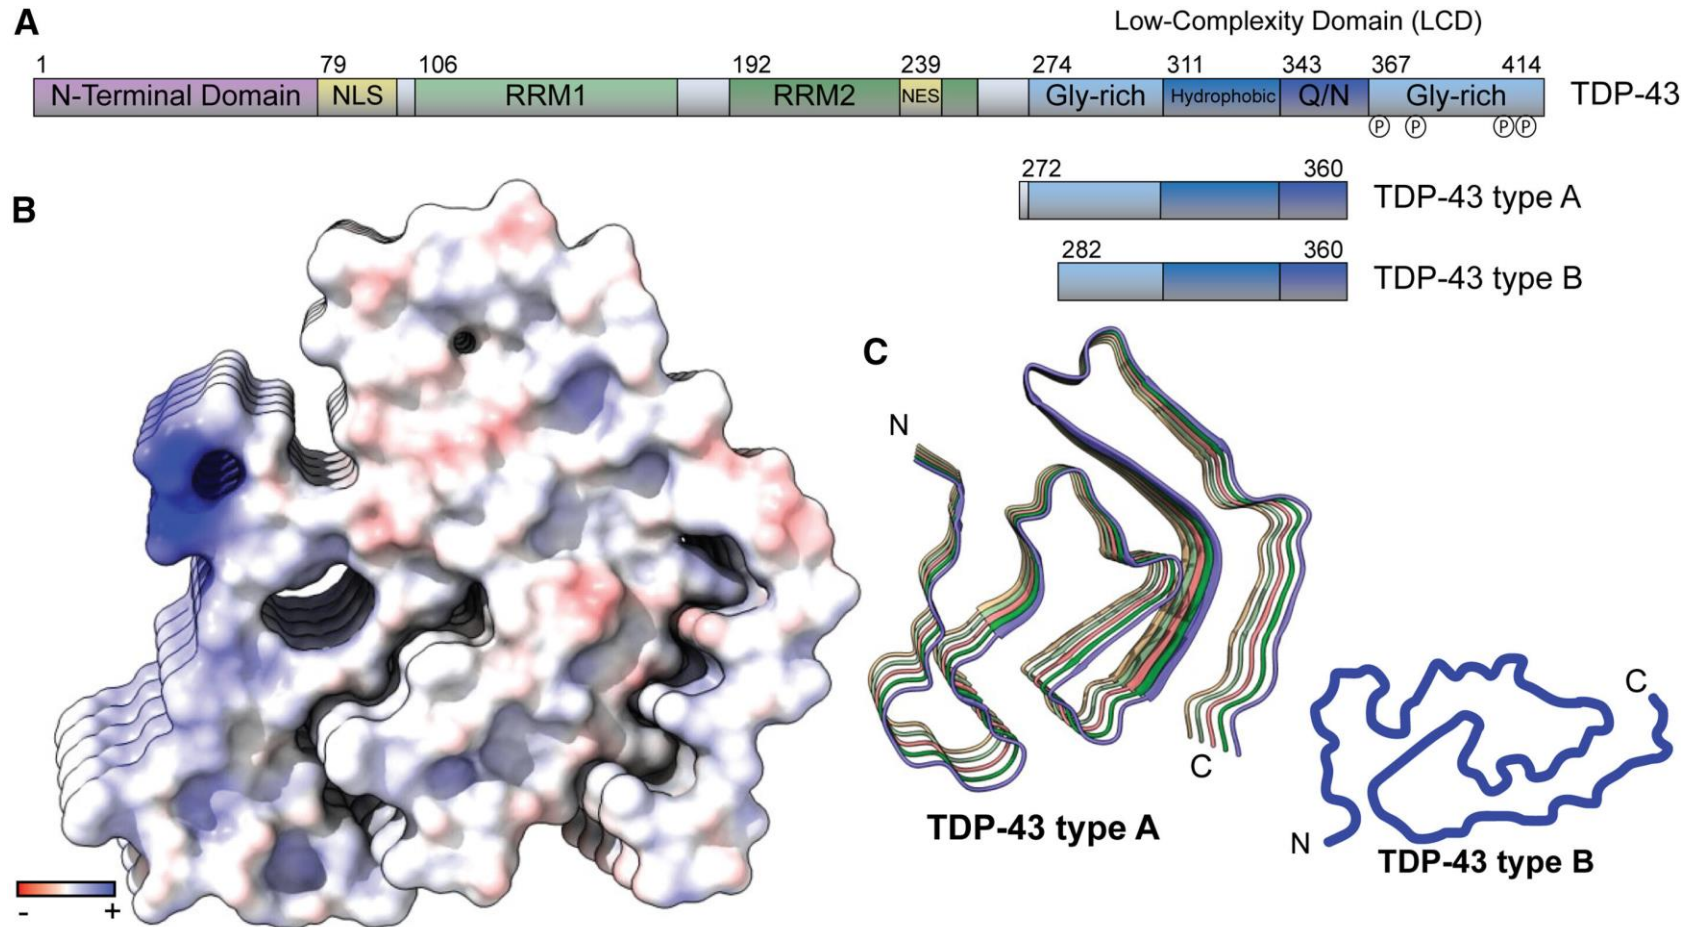 A
Low-Complexity Domain (LCD)
1 79 106 192 239 274 311 343 367 414
N-Terminal Domain NLS RRM1 RRM2 NES Gly-rich Hydrophobic Q/N Gly-rich TDP-43
P P P P
272 360
TDP-43 type A
B
282 360
TDP-43 type B
C
N
C
C
N
TDP-43 type A
TDP-43 type B
- +